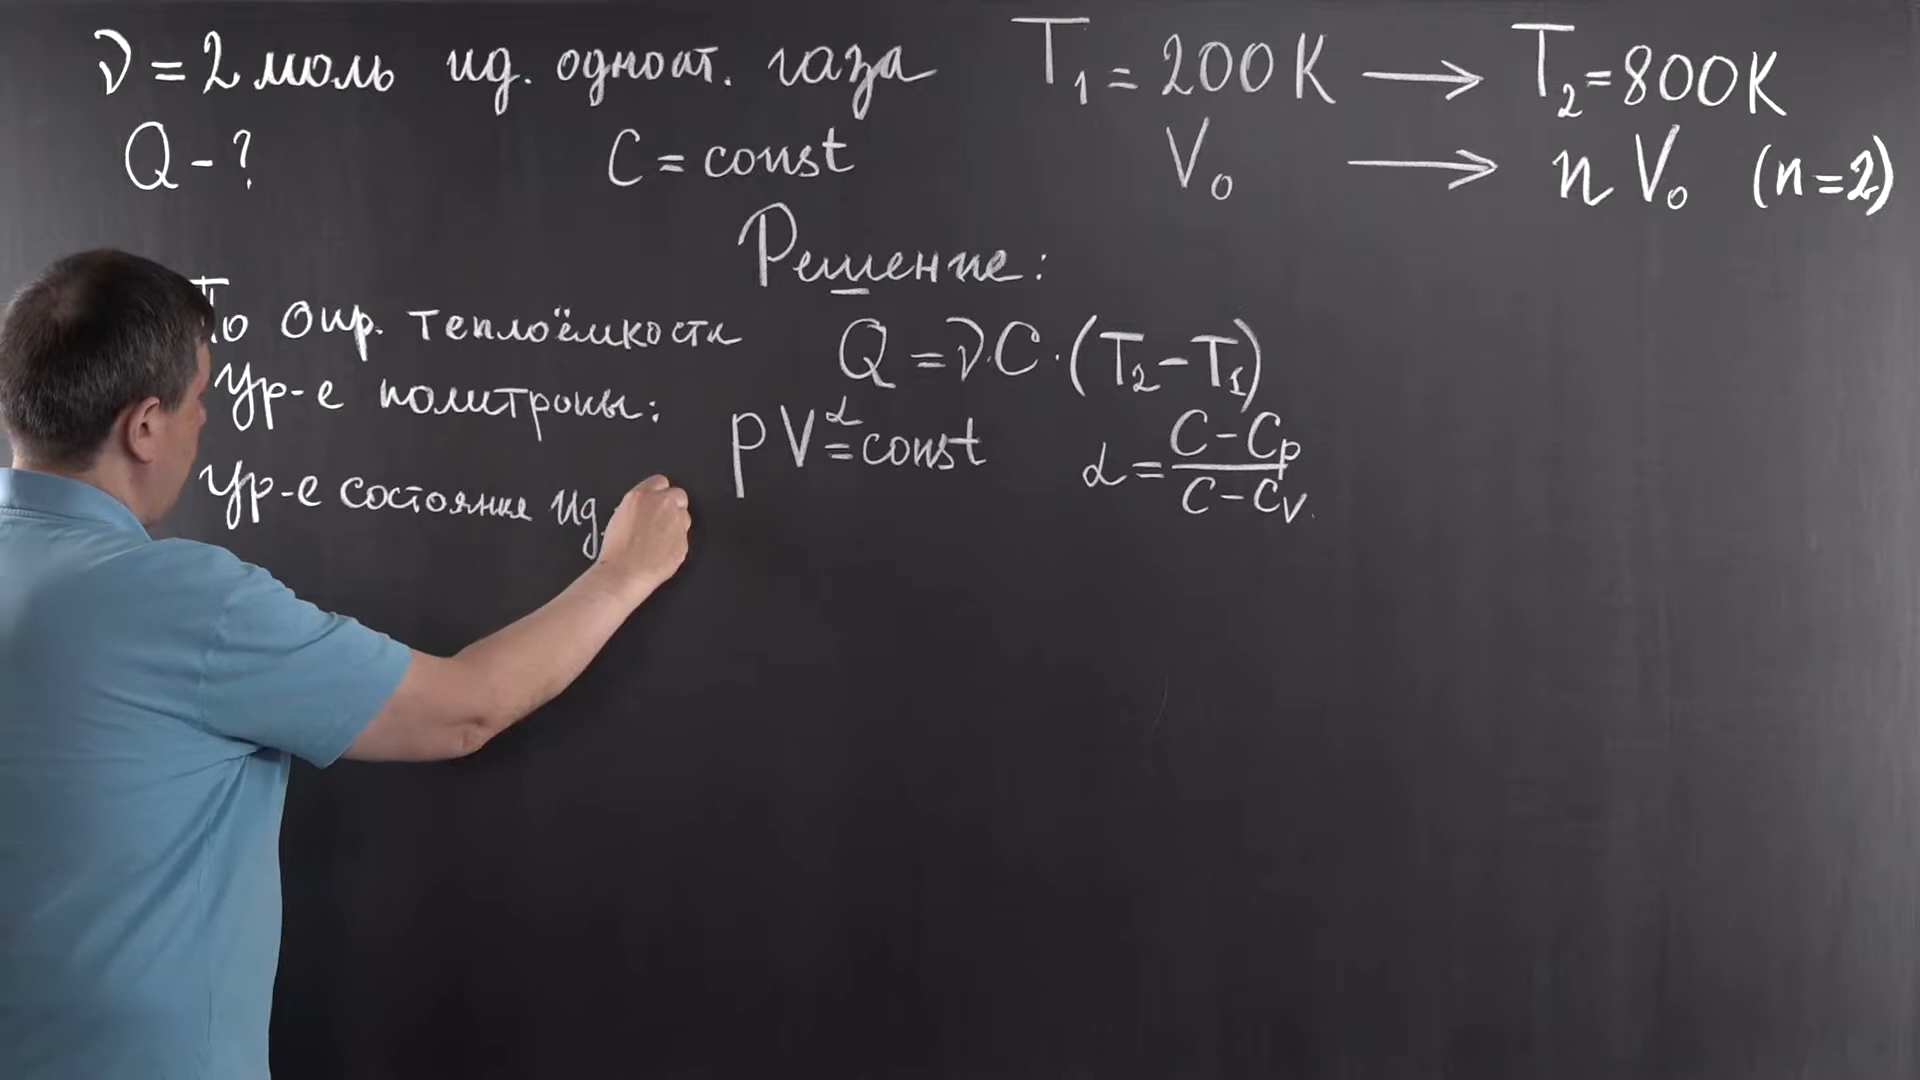 ν = 2 моль ид. одноат. газа T₁ = 200 K → T₂ = 800 K
Q - ? C = const V₀ → n V₀ (n = 2)
Решение:
По опр. теплоёмкости Q = ν·C·(T₂ - T₁)
Ур-е политропы: pV^α = const α = (C - Cp)/(C - Cv)
Ур-е состояния ид.